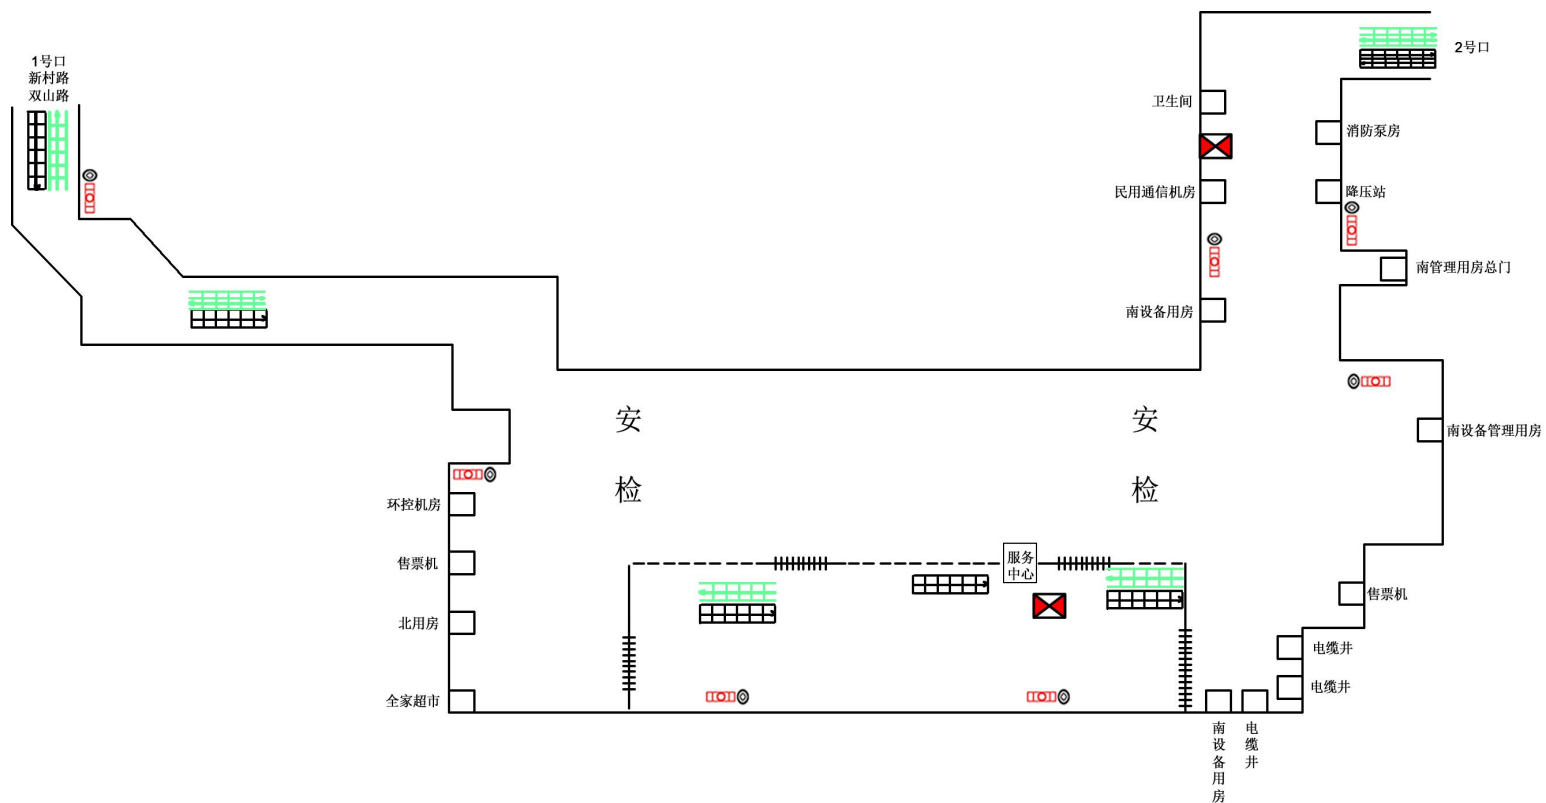 1号口
新村路
双山路
2号口
卫生间
消防泵房
民用通信机房
降压站
南管理用房总门
南设备用房
安检
安检
南设备管理用房
环控机房
售票机
服务
中心
售票机
北用房
电缆井
电缆井
全家超市
南设备用房
电缆井